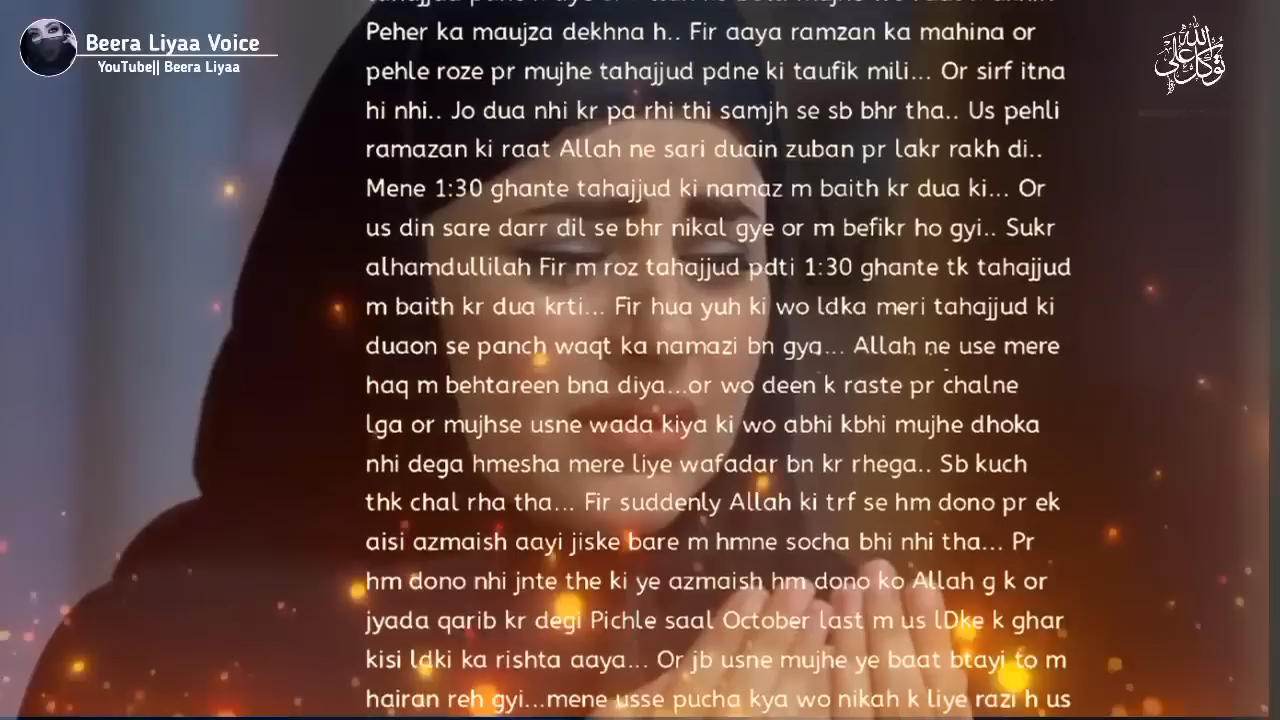 Beera Liyaa Voice
YouTube|| Beera Liyaa
توكل على الله
Peher ka maujza dekhna h.. Fir aaya ramzan ka mahina or
pehle roze pr mujhe tahajjud pdne ki taufik mili... Or sirf itna
hi nhi.. Jo dua nhi kr pa rhi thi samjh se sb bhr tha.. Us pehli
ramazan ki raat Allah ne sari duain zuban pr lakr rakh di..
Mene 1:30 ghante tahajjud ki namaz m baith kr dua ki... Or
us din sare darr dil se bhr nikal gye or m befikr ho gyi.. Sukr
alhamdullilah Fir m roz tahajjud pdti 1:30 ghante tk tahajjud
m baith kr dua krti... Fir hua yuh ki wo ldka meri tahajjud ki
duaon se panch waqt ka namazi bn gya... Allah ne use mere
haq m behtareen bna diya...or wo deen k raste pr chalne
lga or mujhse usne wada kiya ki wo abhi kbhi mujhe dhoka
nhi dega hmesha mere liye wafadar bn kr rhega.. Sb kuch
thk chal rha tha... Fir suddenly Allah ki trf se hm dono pr ek
aisi azmaish aayi jiske bare m hmne socha bhi nhi tha... Pr
hm dono nhi jnte the ki ye azmaish hm dono ko Allah g k or
jyada qarib kr degi Pichle saal October last m us lDke k ghar
kisi ldki ka rishta aaya... Or jb usne mujhe ye baat btayi to m
hairan reh gyi...mene usse pucha kya wo nikah k liye razi h us